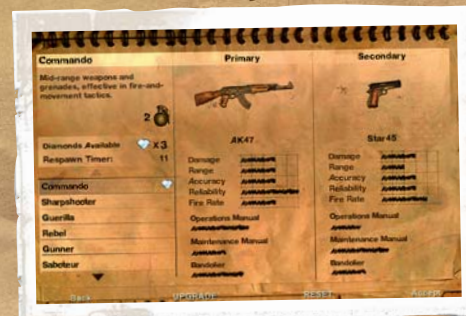 Commando
Mid-range weapons and
grenades, effective in fire-and-
movement tactics.
2
Diamonds Available x3
Respawn Timer: 11
Commando
Sharpshooter
Guerilla
Rebel
Gunner
Saboteur
Primary
AK47
Damage
Range
Accuracy
Reliability
Fire Rate
Operations Manual
Maintenance Manual
Bandolier
Secondary
Star45
Damage
Range
Accuracy
Reliability
Fire Rate
Operations Manual
Maintenance Manual
Bandolier
Back UPGRADE RESET Accept